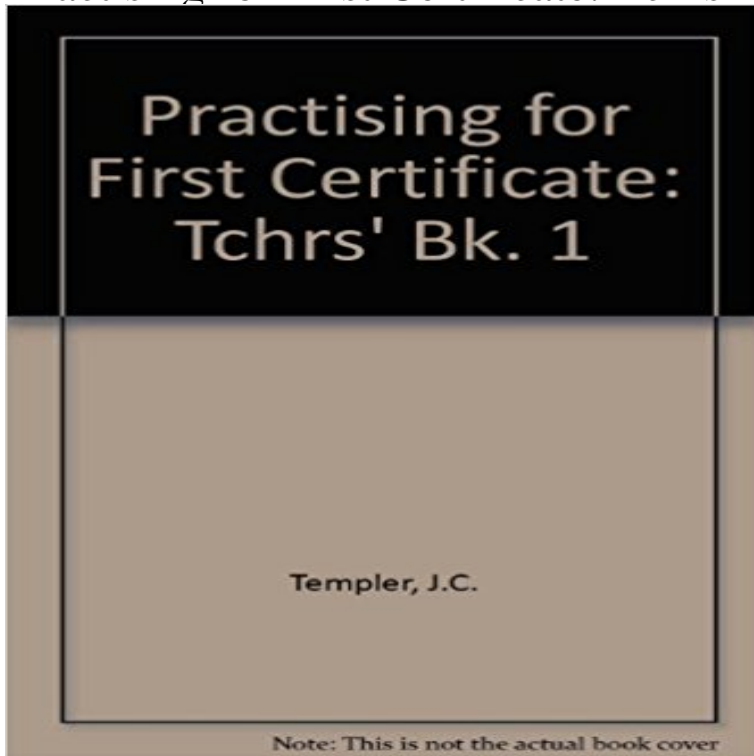 Practising for
First Certificate:
Tchrs' Bk. 1
Templer, J.C.
Note: This is not the actual book cover